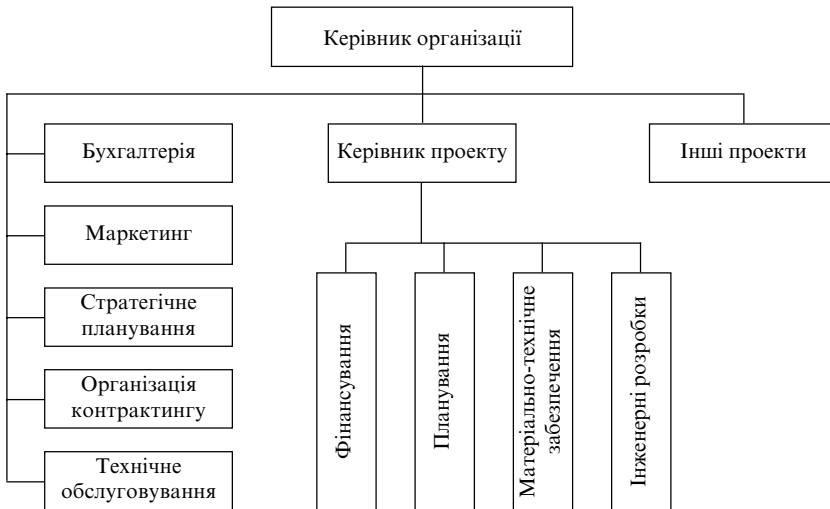 Керівник організації
Бухгалтерія
Керівник проекту
Інші проекти
Маркетинг
Стратегічне
планування
Організація
контрактингу
Технічне
обслуговування
Фінансування
Планування
Матеріально-технічне
забезпечення
Інженерні розробки